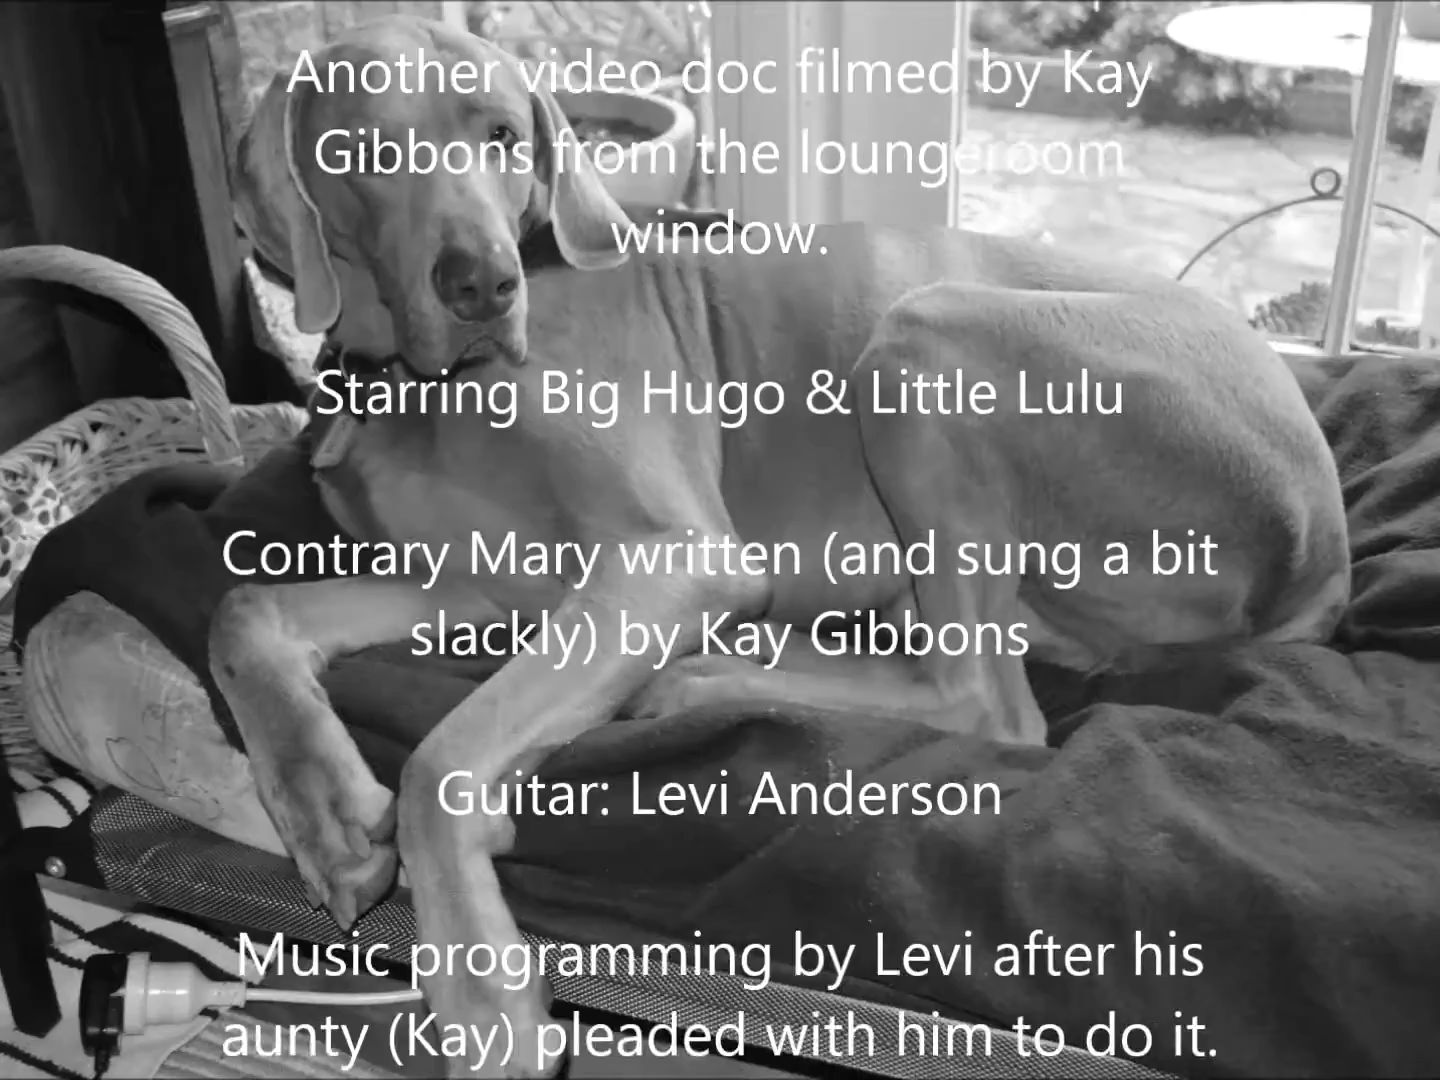 Another video doc filmed by Kay
Gibbons from the loungeroom
window.
Starring Big Hugo & Little Lulu
Contrary Mary written (and sung a bit
slackly) by Kay Gibbons
Guitar: Levi Anderson
Music programming by Levi after his
aunty (Kay) pleaded with him to do it.